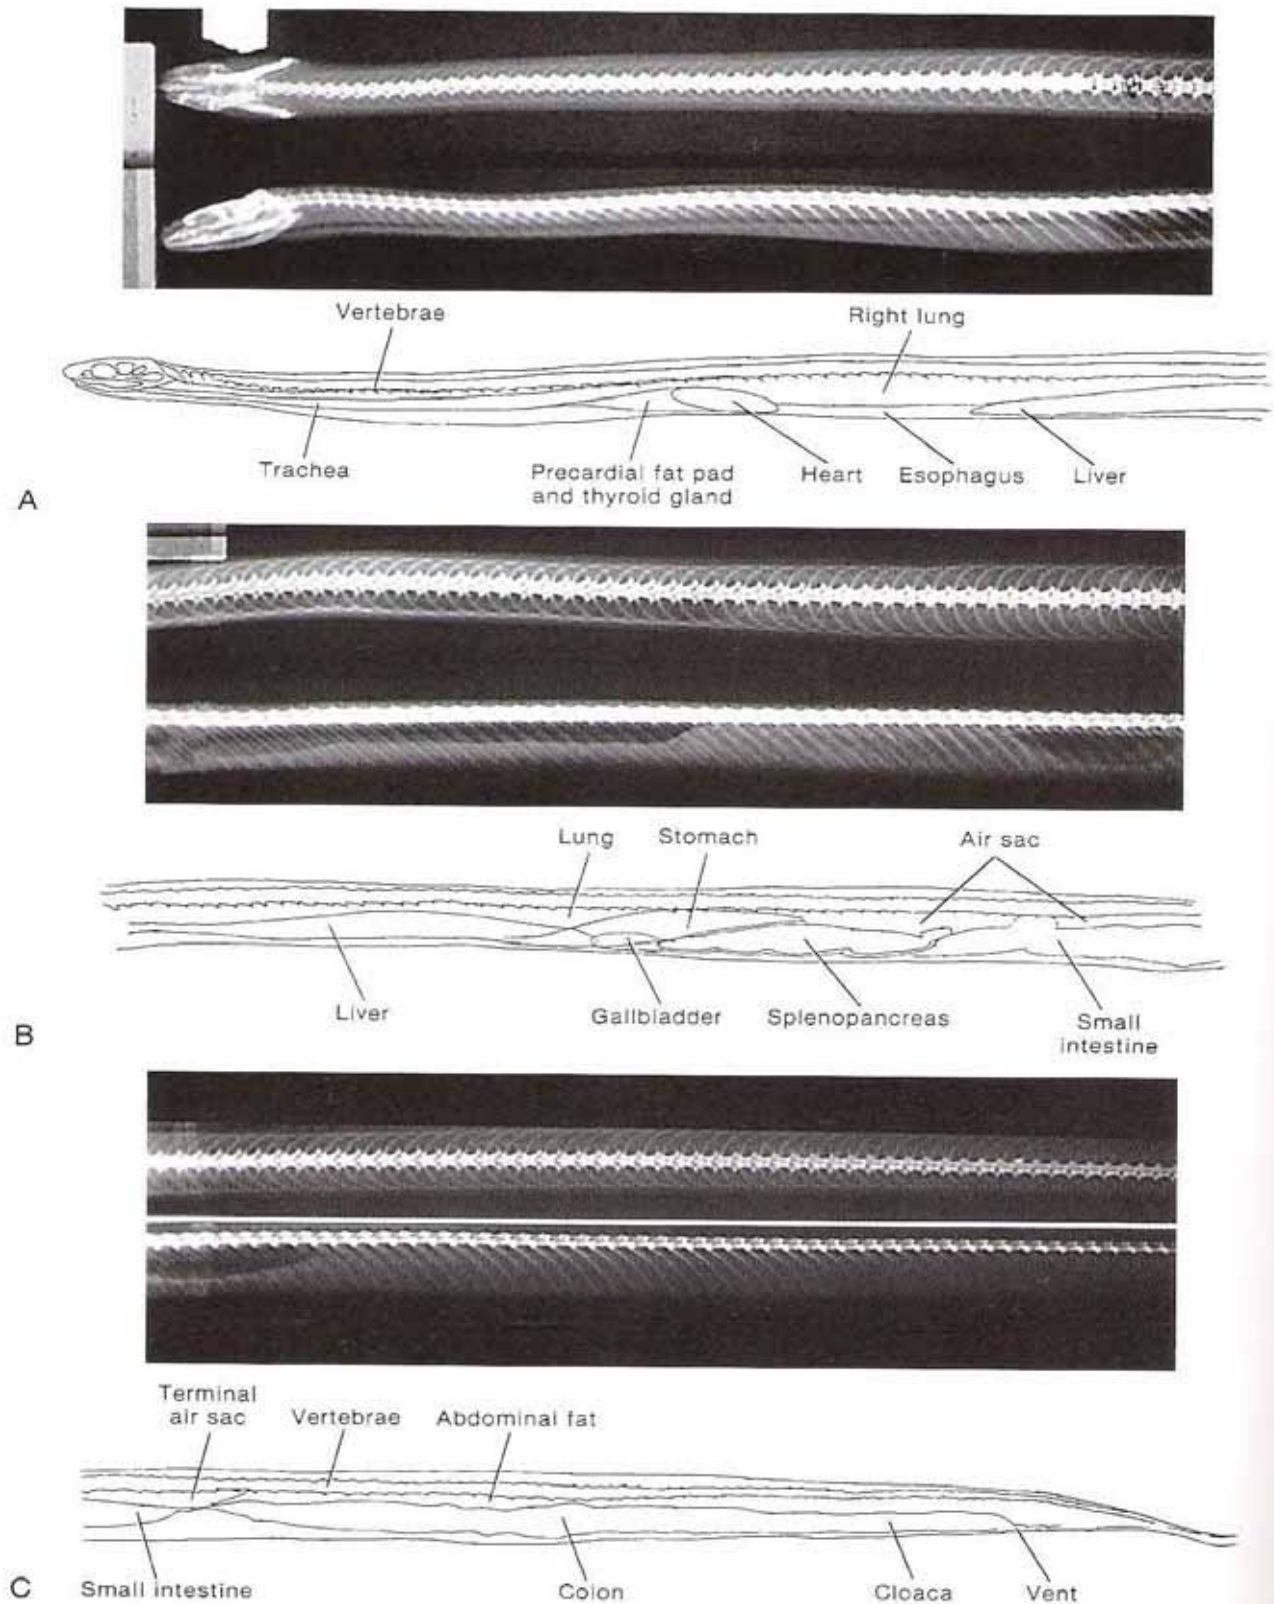 Vertebrae
Right lung
Trachea
Precardial fat pad
and thyroid gland
Heart
Esophagus
Liver
A
Lung
Stomach
Air sac
Liver
Gallbladder
Splenopancreas
Small
intestine
B
Terminal
air sac
Vertebrae
Abdominal fat
Small intestine
Colon
Cloaca
Vent
C